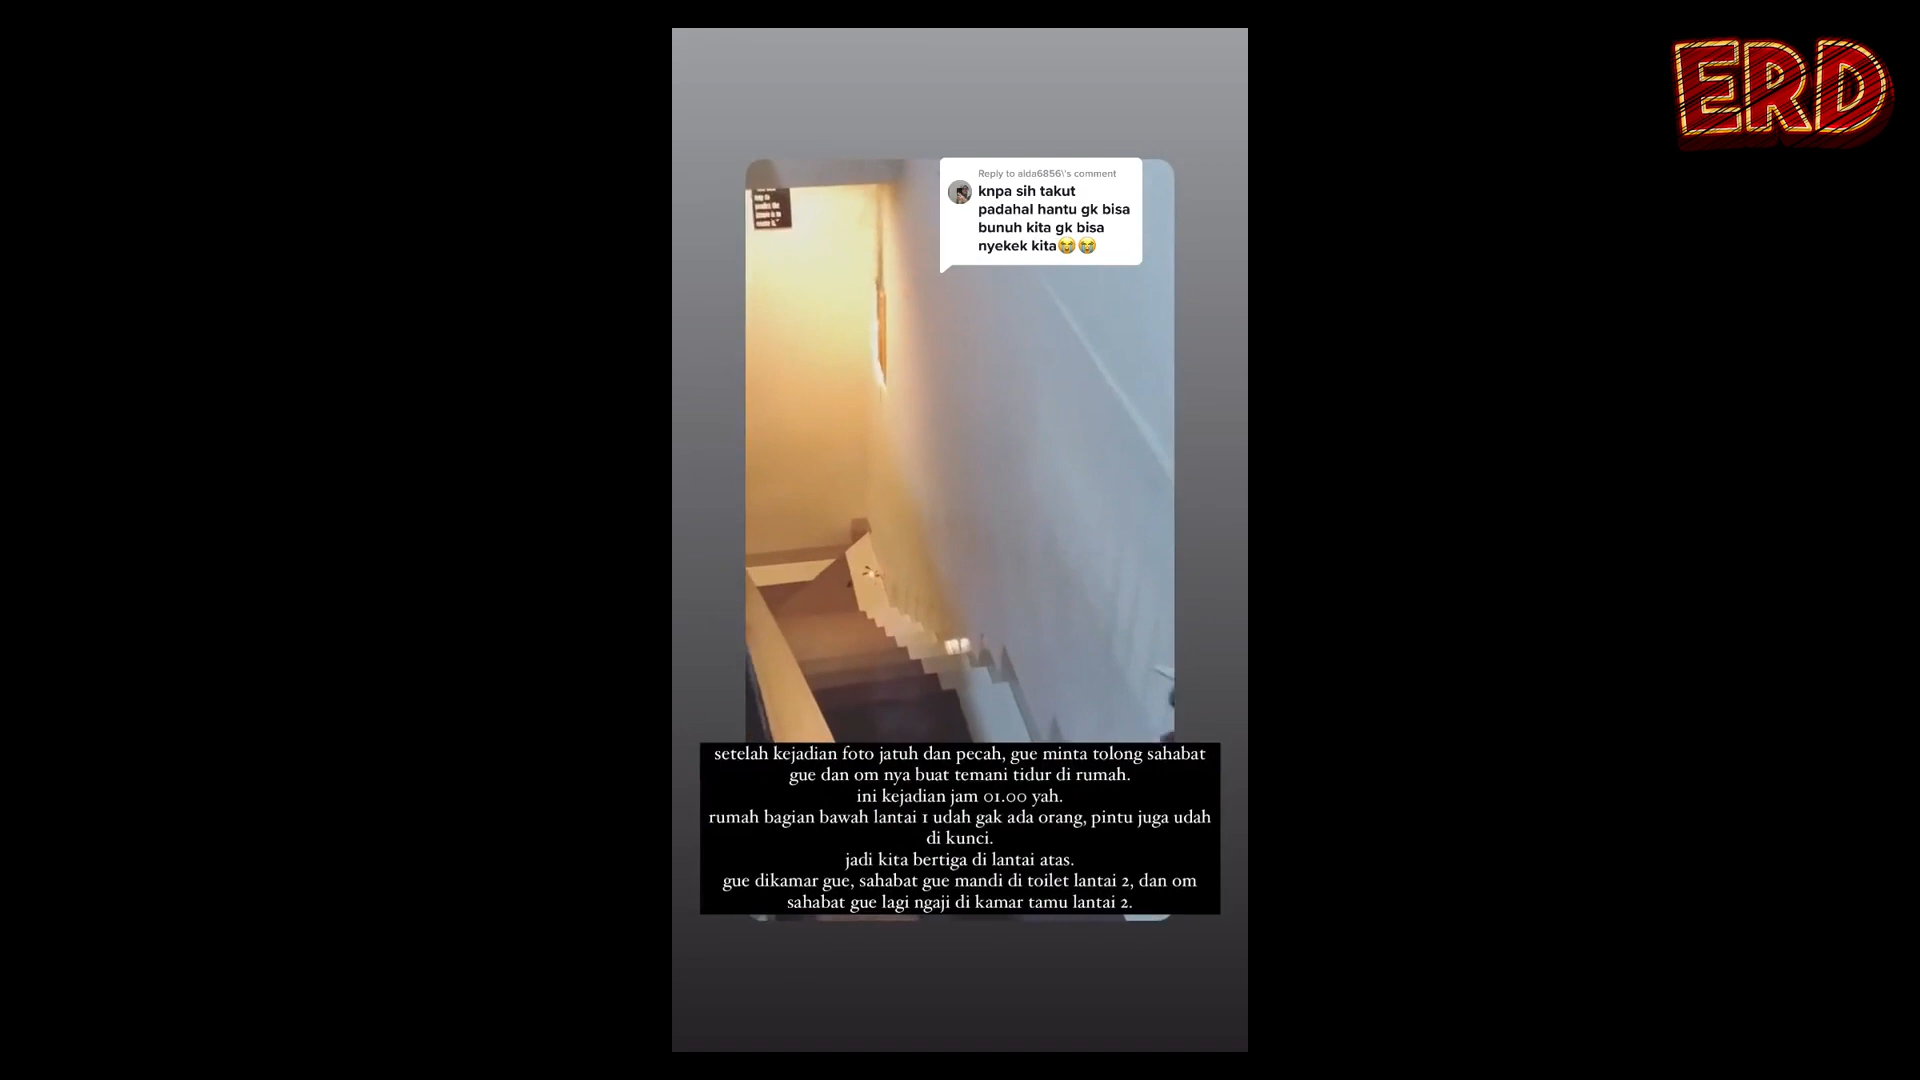 ERD
Reply to alda6856\'s comment
knpa sih takut
padahal hantu gk bisa
bunuh kita gk bisa
nyekek kita😭😭
setelah kejadian foto jatuh dan pecah, gue minta tolong sahabat
gue dan om nya buat temani tidur di rumah.
ini kejadian jam 01.00 yah.
rumah bagian bawah lantai 1 udah gak ada orang, pintu juga udah
di kunci.
jadi kita bertiga di lantai atas.
gue dikamar gue, sahabat gue mandi di toilet lantai 2, dan om
sahabat gue lagi ngaji di kamar tamu lantai 2.